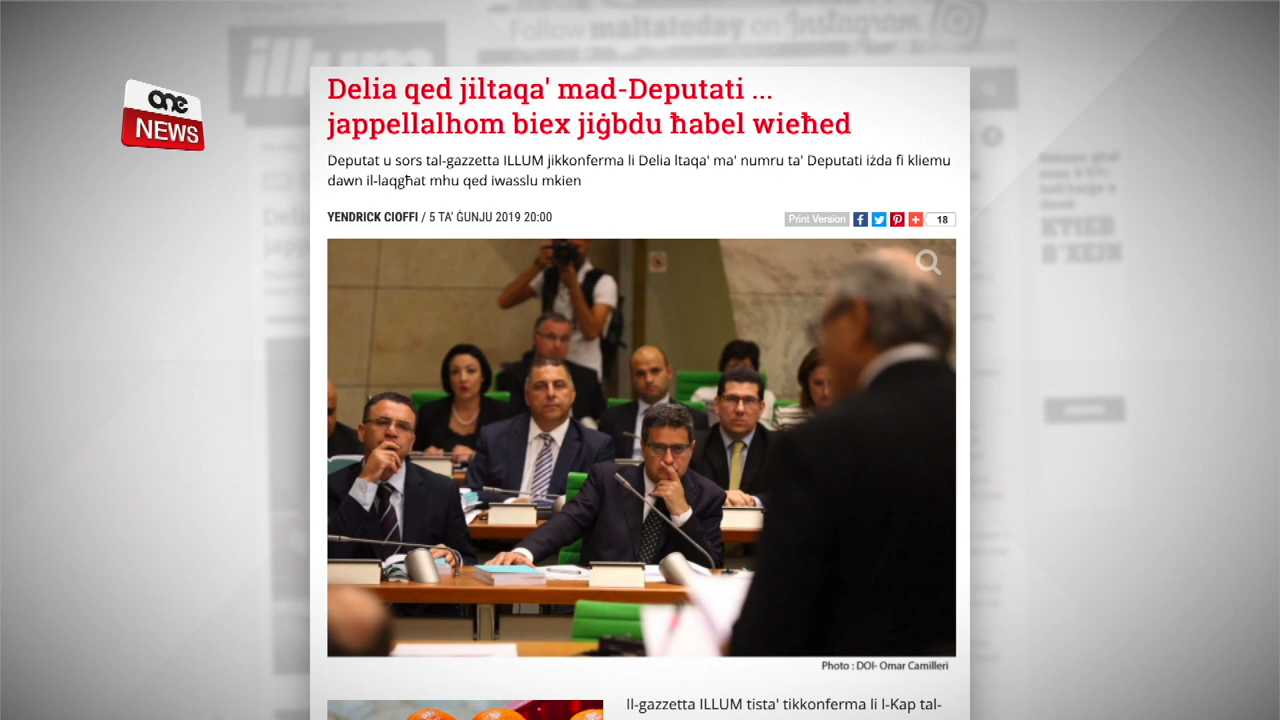 illum
Follow maltatoday on Instagram
one
NEWS
Delia qed jiltaqa' mad-Deputati ...
jappellalhom biex jiġbdu ħabel wieħed
Deputat u sors tal-gazzetta ILLUM jikkonferma li Delia ltaqa' ma' numru ta' Deputati iżda fi kliemu
dawn il-laqgħat mhu qed iwasslu mkien
YENDRICK CIOFFI / 5 TA' ĠUNJU 2019 20:00
Print Version
18
KTIEB
B'XEJN
Photo : DOI- Omar Camilleri
Il-gazzetta ILLUM tista' tikkonferma li l-Kap tal-